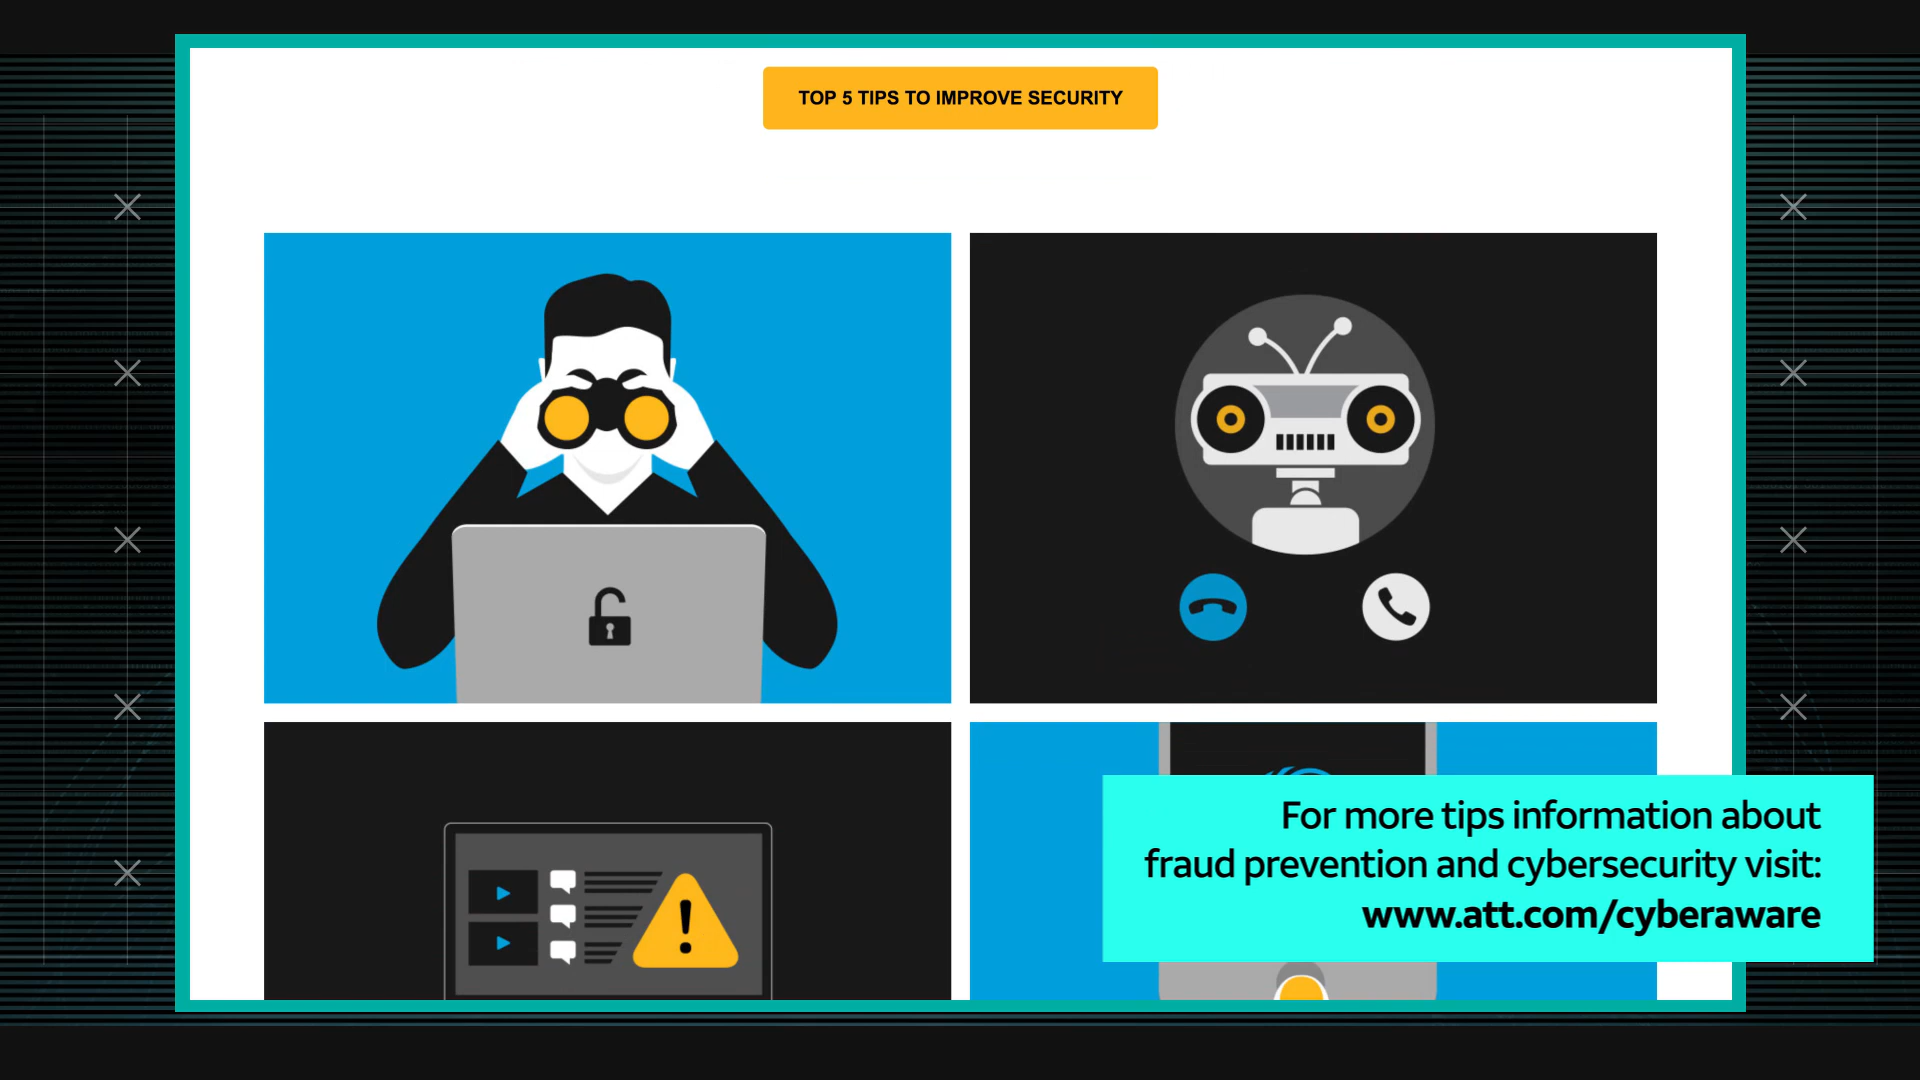 TOP 5 TIPS TO IMPROVE SECURITY
For more tips information about
fraud prevention and cybersecurity visit:
www.att.com/cyberaware